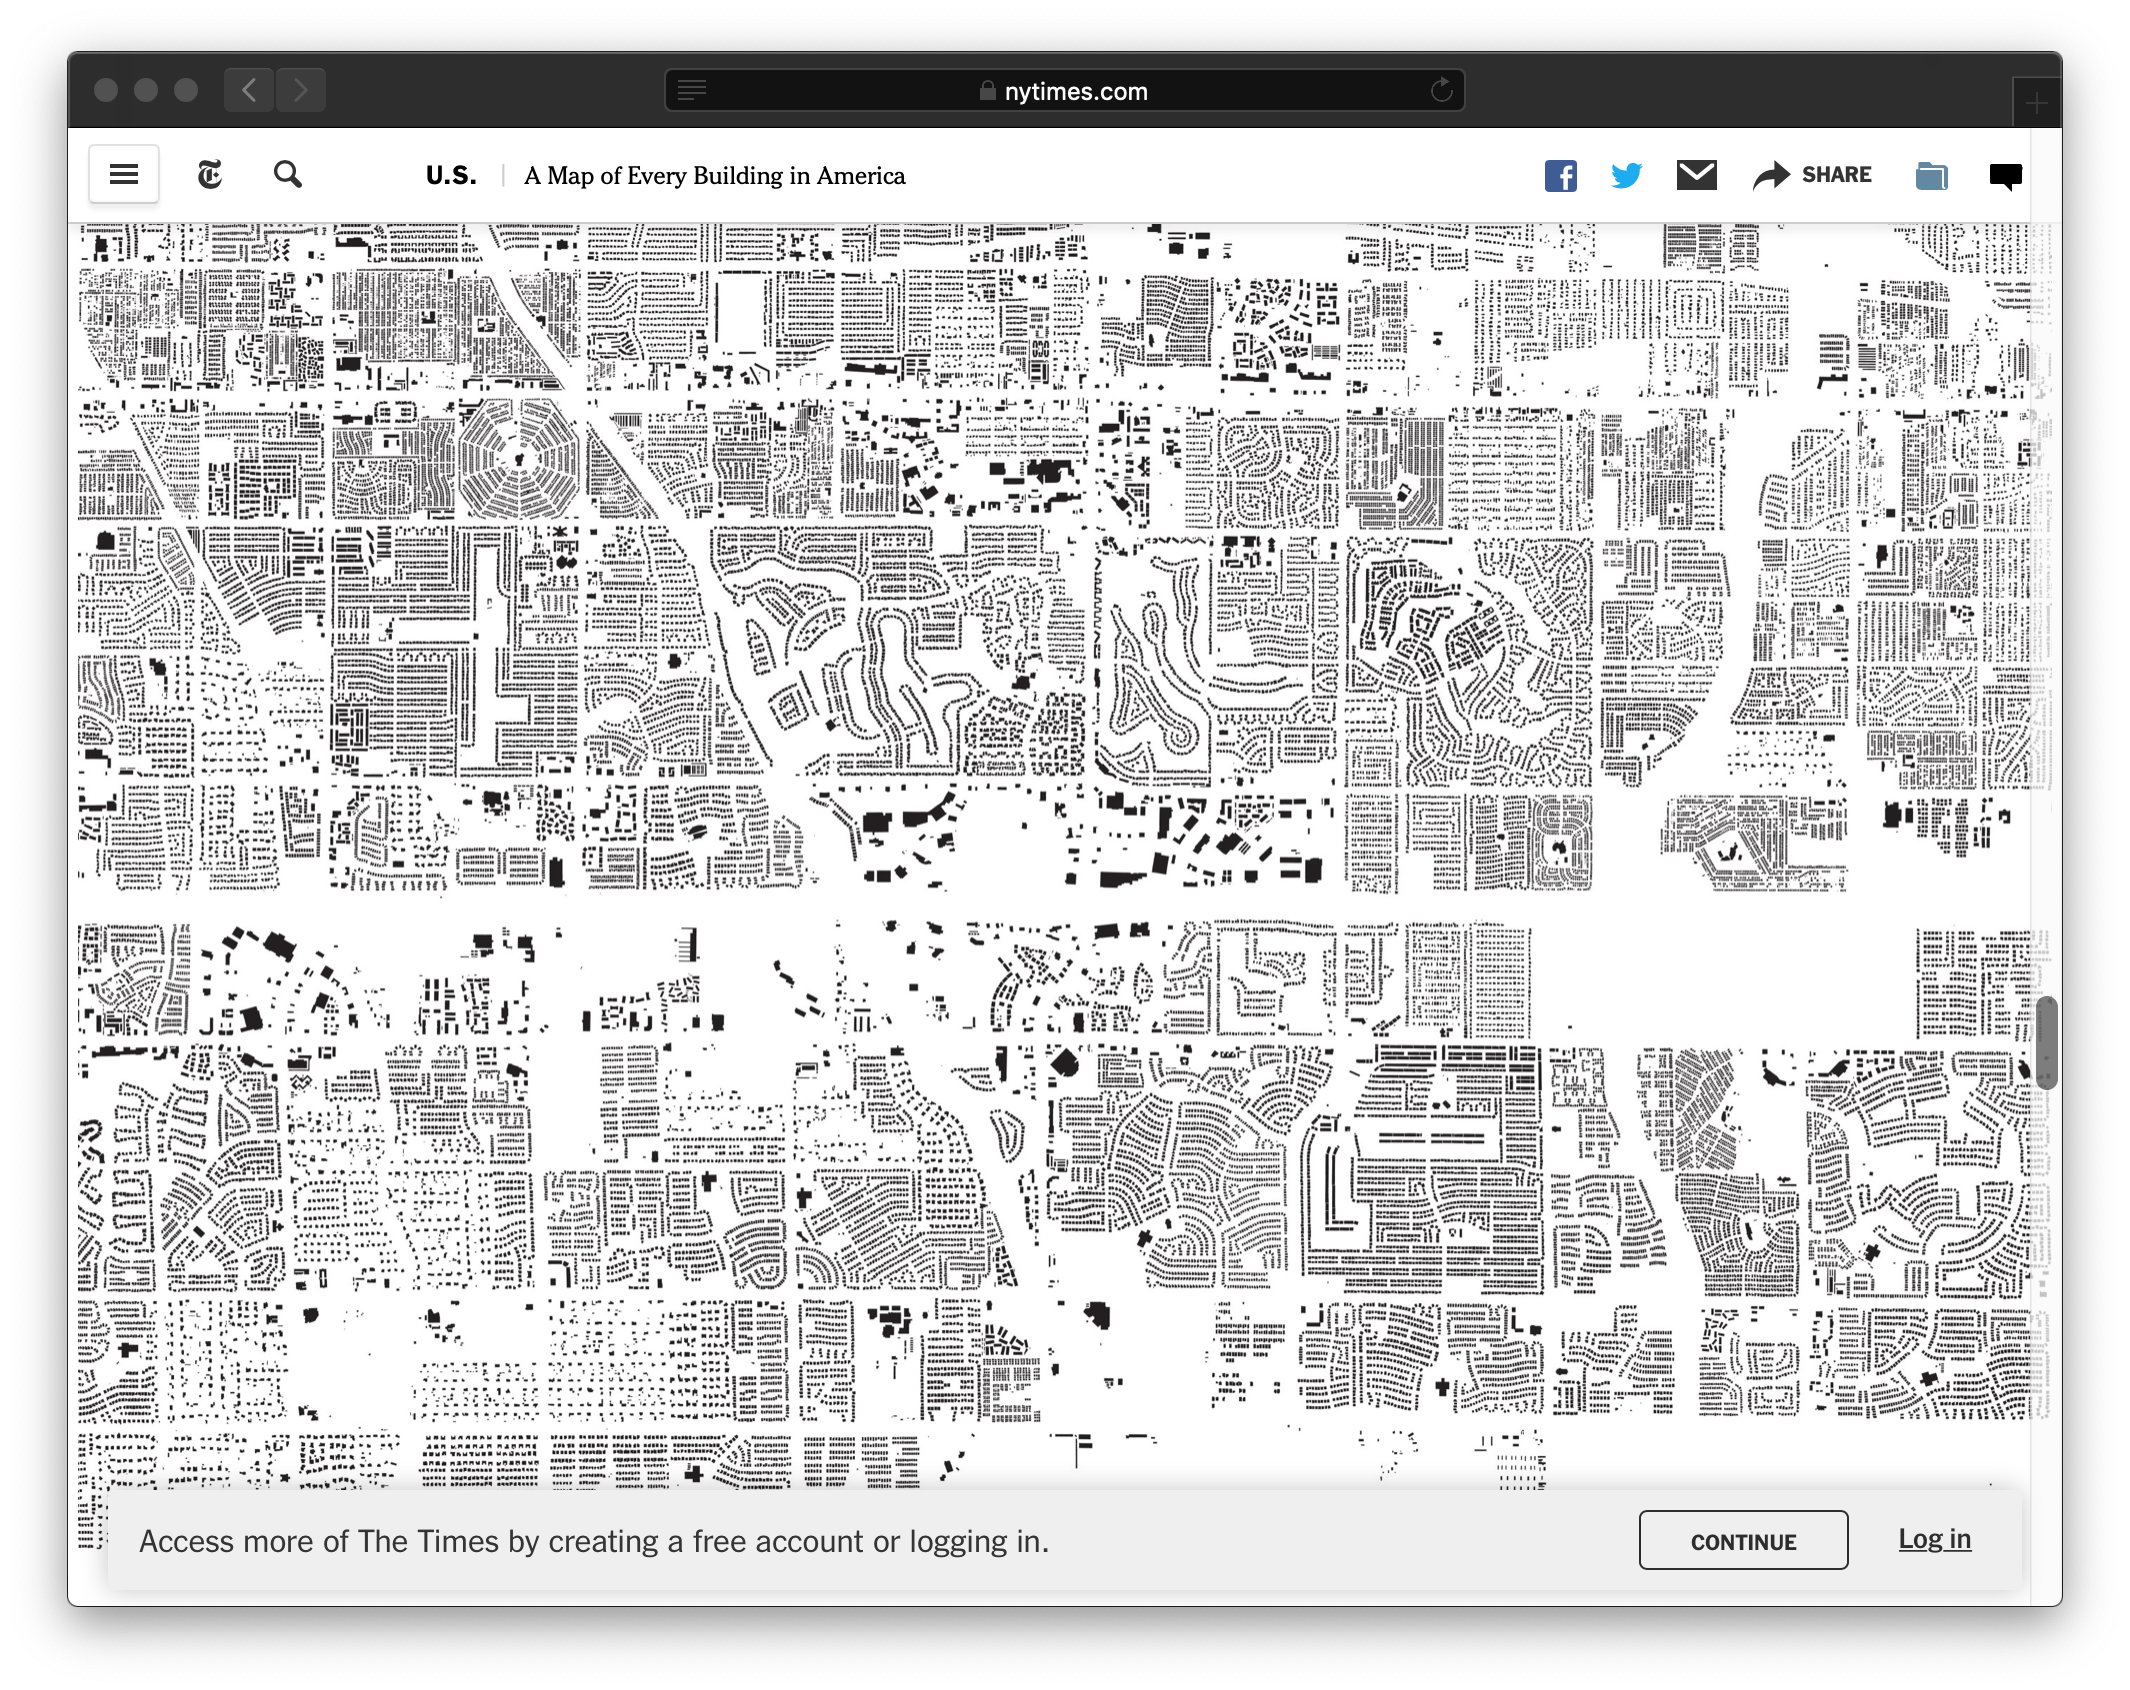 nytimes.com
U.S. | A Map of Every Building in America
SHARE
Access more of The Times by creating a free account or logging in.
CONTINUE
Log in